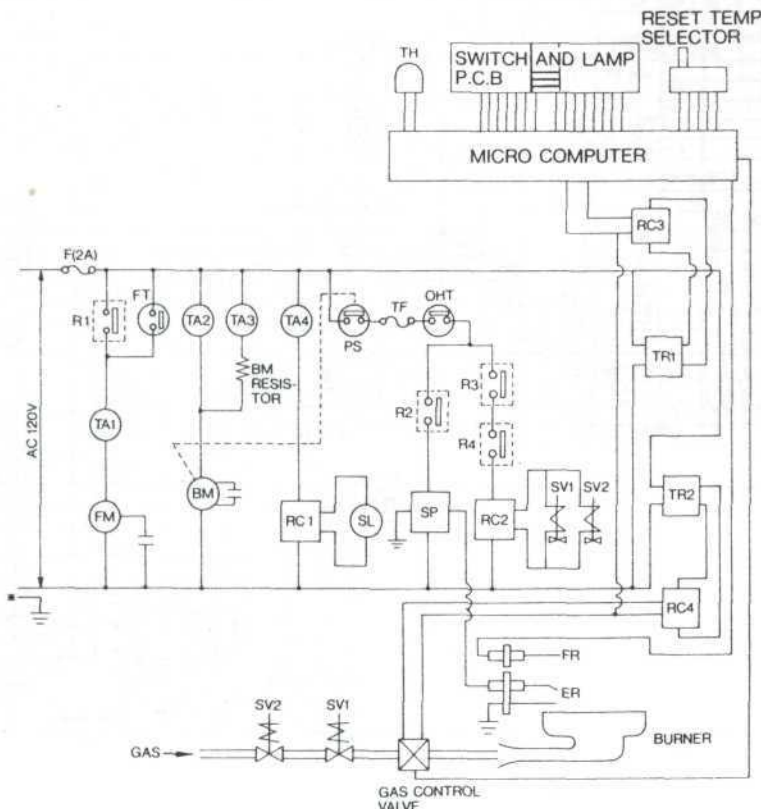 RESET TEMP
SELECTOR
TH
SWITCH AND LAMP
P.C.B
MICRO COMPUTER
RC3
F(2A)
FT
R1
TA2
TA3
TA4
PS
TF
OHT
TR1
BM
RESIS-
TOR
R2
R3
R4
AC 120V
TA1
BM
FM
RC1
SL
SP
RC2
SV1
SV2
TR2
RC4
FR
ER
SV2
SV1
GAS
BURNER
GAS CONTROL
VALVE